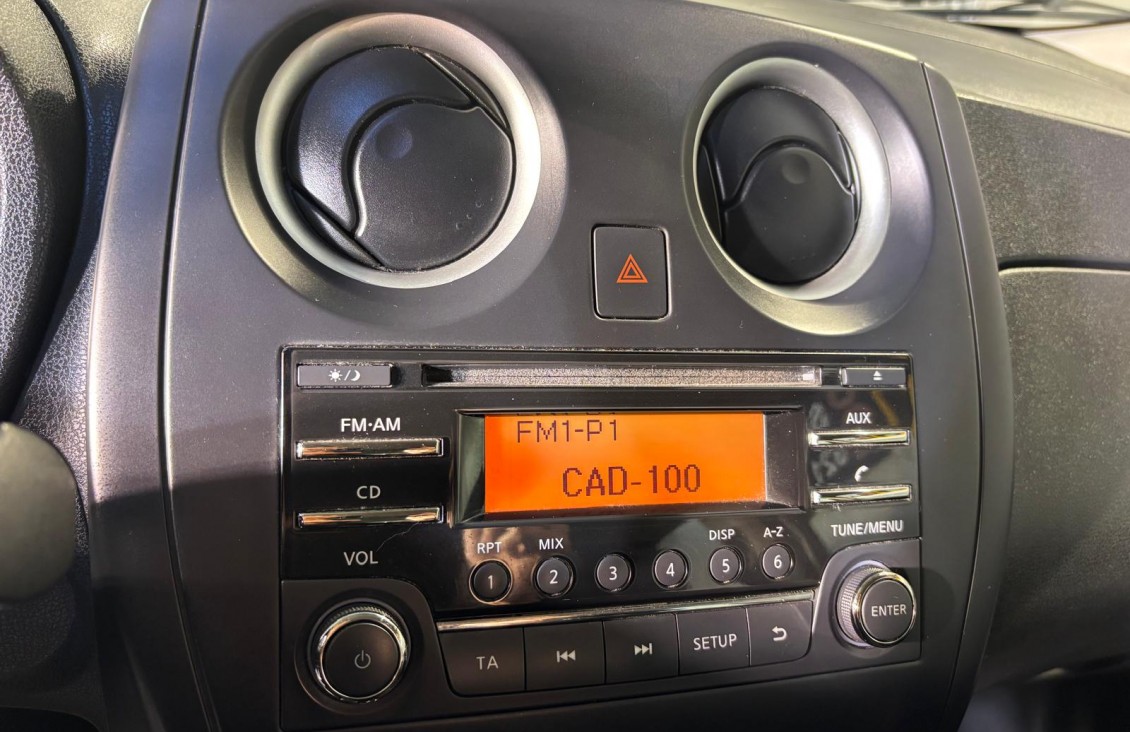 FM·AM
AUX
FM1-P1
CAD-100
CD
VOL
RPT MIX DISP A-Z
TUNE/MENU
1 2 3 4 5 6
ENTER
TA SETUP